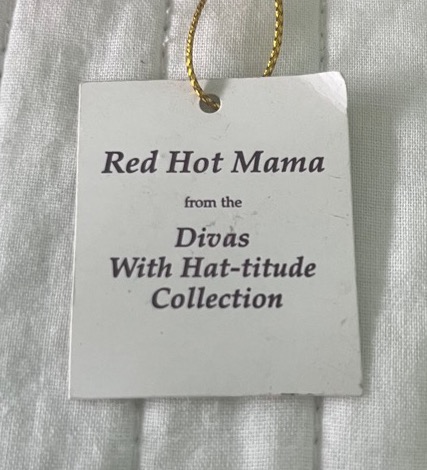 Red Hot Mama
from the
Divas
With Hat-titude
Collection